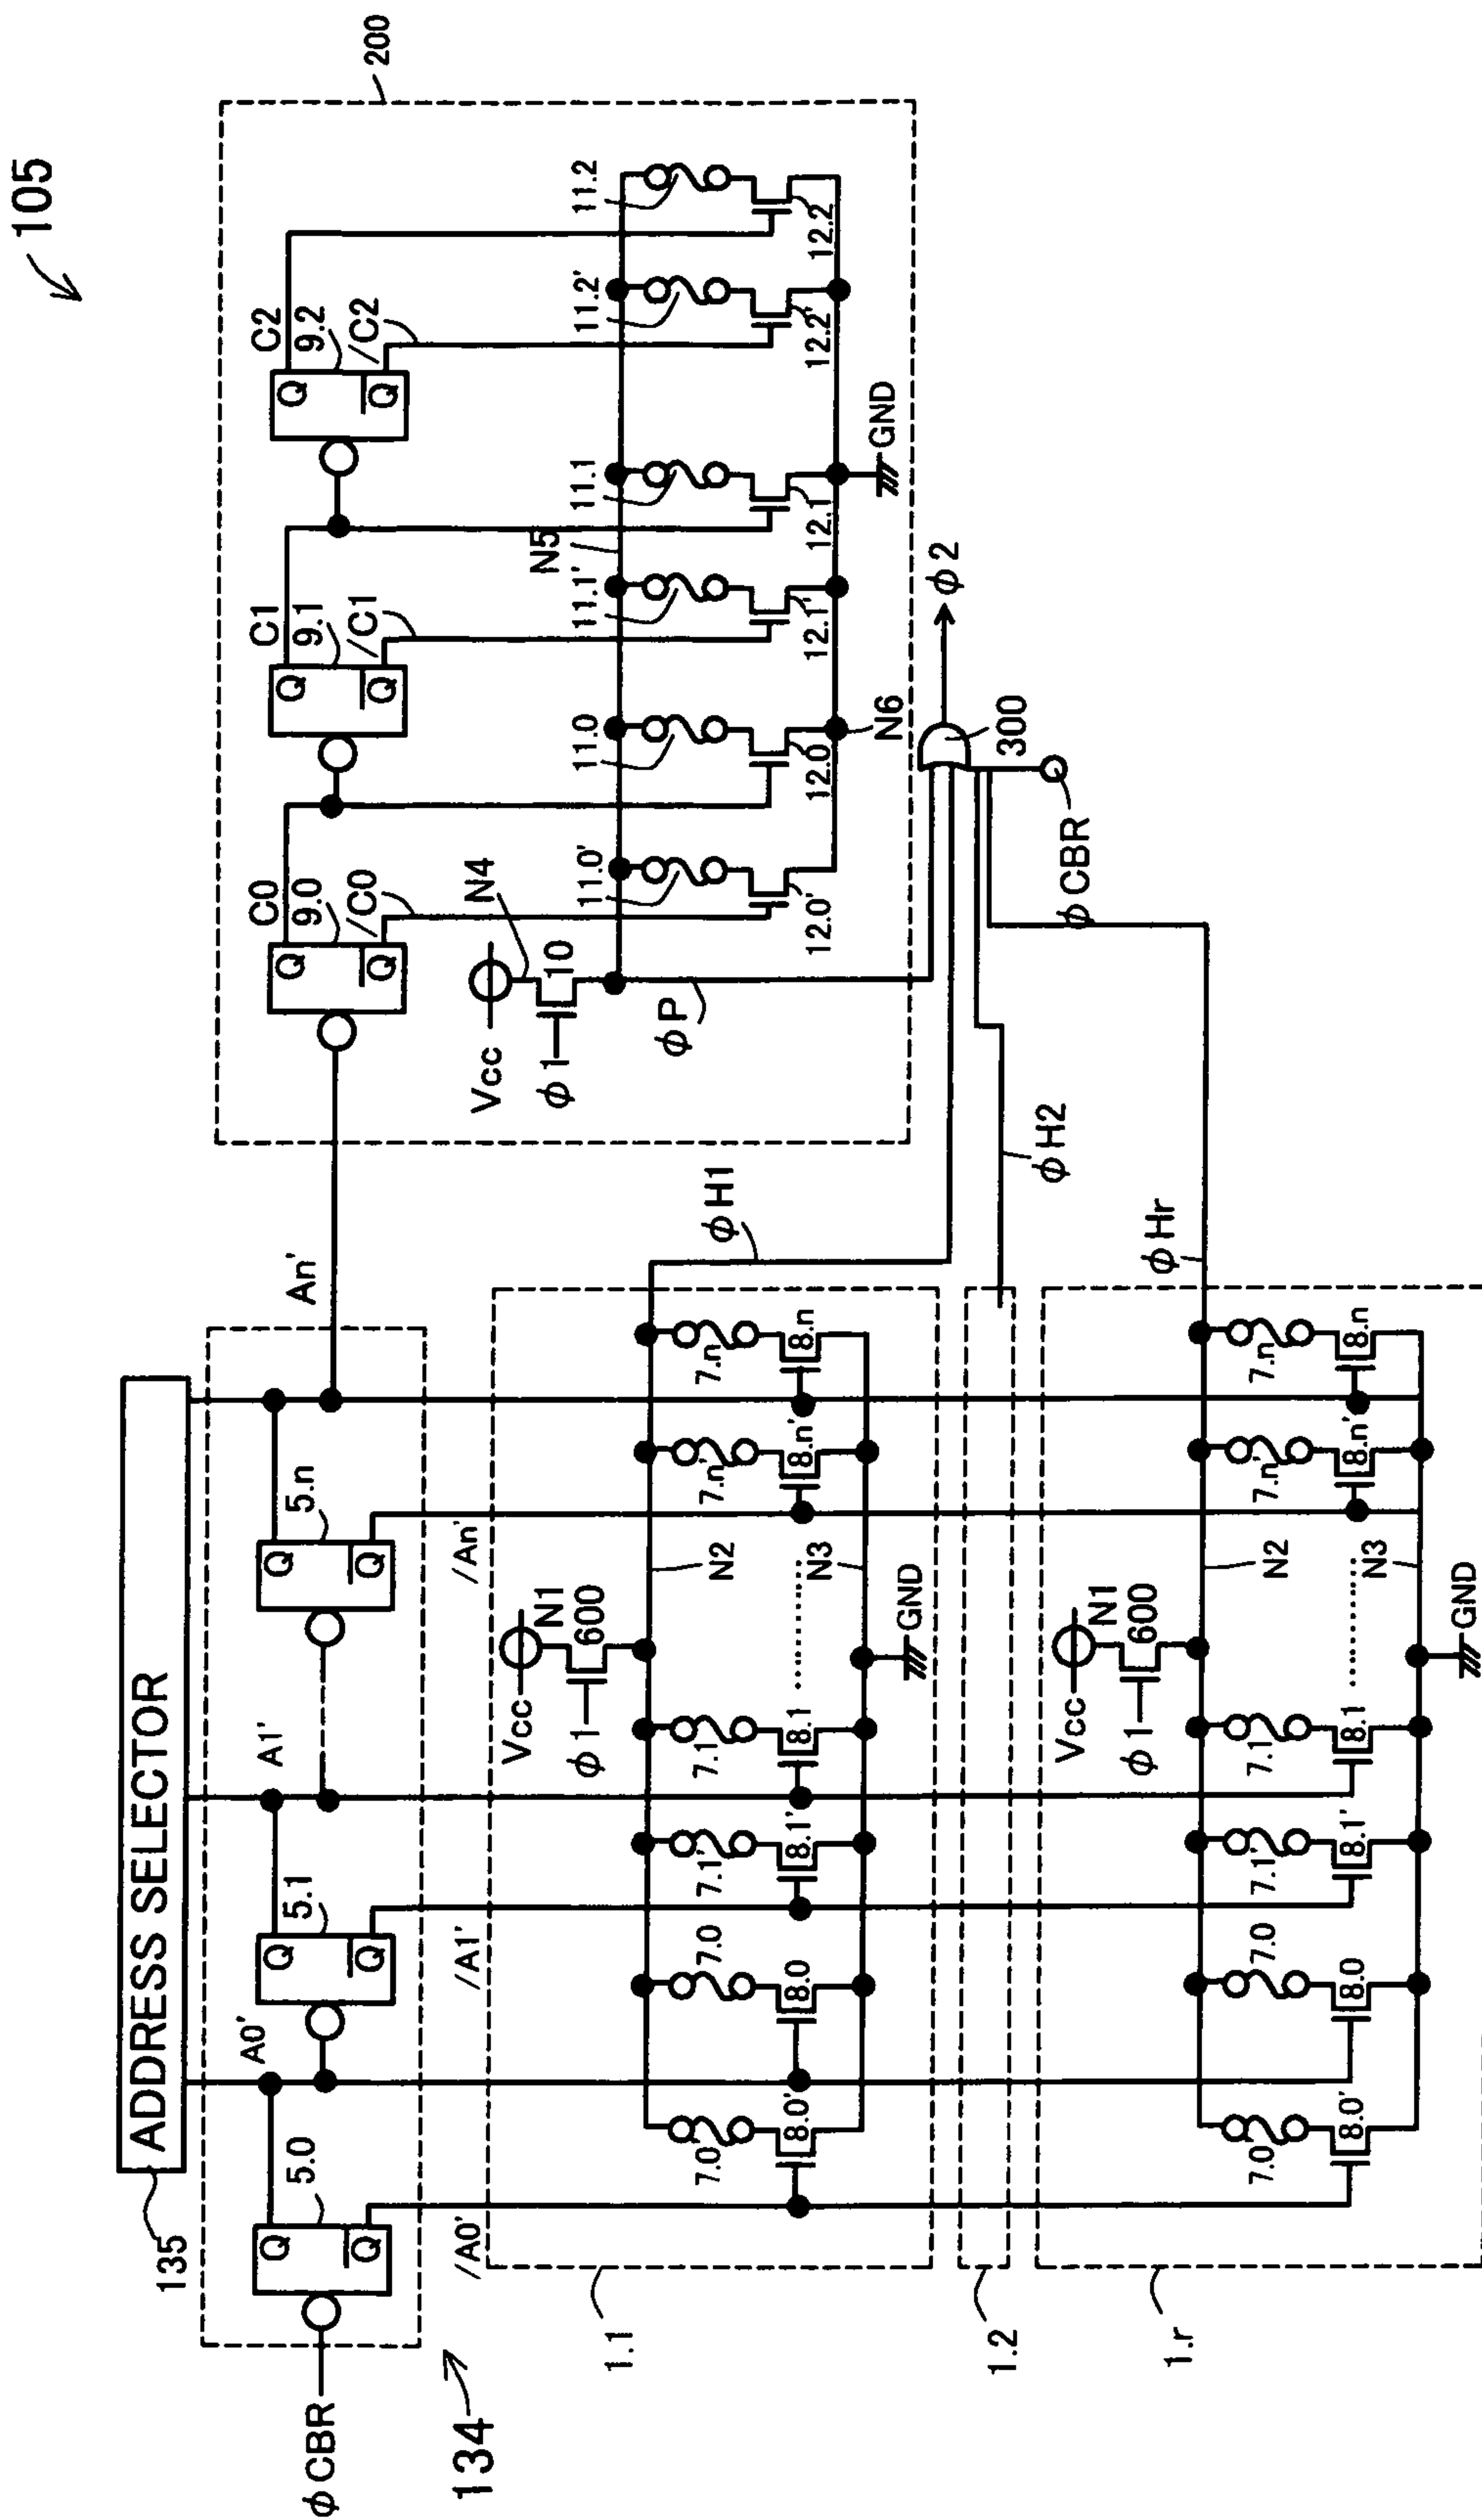 105
200
C0
9.0
/C0
C1
9.1
/C1
C2
9.2
/C2
Q
Q
Q
Q
Q
Q
Vcc
N4
φ1
10
N5
11.0'
11.0
11.1'
11.1
11.2'
11.2
12.0'
12.0
12.1'
12.1
12.2'
12.2
φP
N6
GND
φ2
300
φCBR
ADDRESS SELECTOR
135
134
φCBR
5.0
A0'
/A0'
5.1
A1'
/A1'
5.n
An'
/An'
Q
Q
Q
Q
Q
Q
φH1
φH2
φHr
1.1
Vcc
N1
φ1
600
N2
N3
GND
7.0'
7.0
7.1'
7.1
7.n'
7.n
8.0'
8.0
8.1'
8.1
8.n'
8.n
1.2
1.r
Vcc
N1
φ1
600
N2
N3
GND
7.0'
7.0
7.1'
7.1
7.n'
7.n
8.0'
8.0
8.1'
8.1
8.n'
8.n